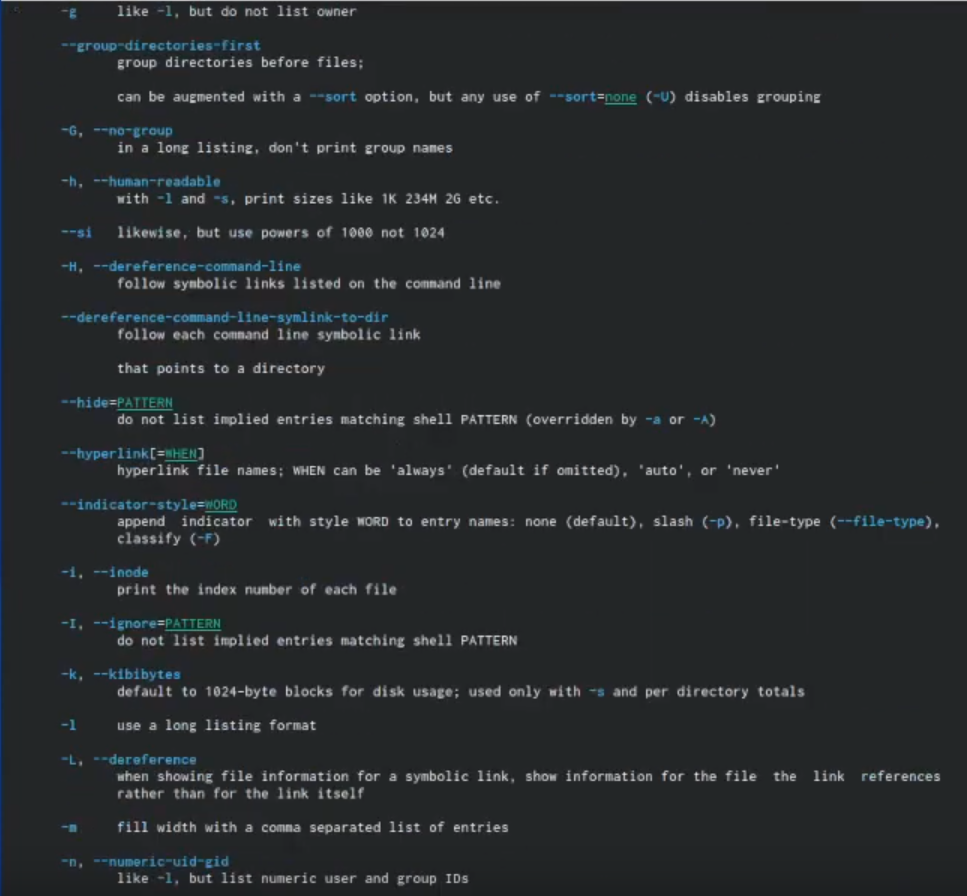 -g like -l, but do not list owner
--group-directories-first
group directories before files;
can be augmented with a --sort option, but any use of --sort=none (-U) disables grouping
-G, --no-group
in a long listing, don't print group names
-h, --human-readable
with -l and -s, print sizes like 1K 234M 2G etc.
--si likewise, but use powers of 1000 not 1024
-H, --dereference-command-line
follow symbolic links listed on the command line
--dereference-command-line-symlink-to-dir
follow each command line symbolic link
that points to a directory
--hide=PATTERN
do not list implied entries matching shell PATTERN (overridden by -a or -A)
--hyperlink[=WHEN]
hyperlink file names; WHEN can be 'always' (default if omitted), 'auto', or 'never'
--indicator-style=WORD
append indicator with style WORD to entry names: none (default), slash (-p), file-type (--file-type),
classify (-F)
-i, --inode
print the index number of each file
-I, --ignore=PATTERN
do not list implied entries matching shell PATTERN
-k, --kibibytes
default to 1024-byte blocks for disk usage; used only with -s and per directory totals
-l use a long listing format
-L, --dereference
when showing file information for a symbolic link, show information for the file the link references
rather than for the link itself
-m fill width with a comma separated list of entries
-n, --numeric-uid-gid
like -l, but list numeric user and group IDs